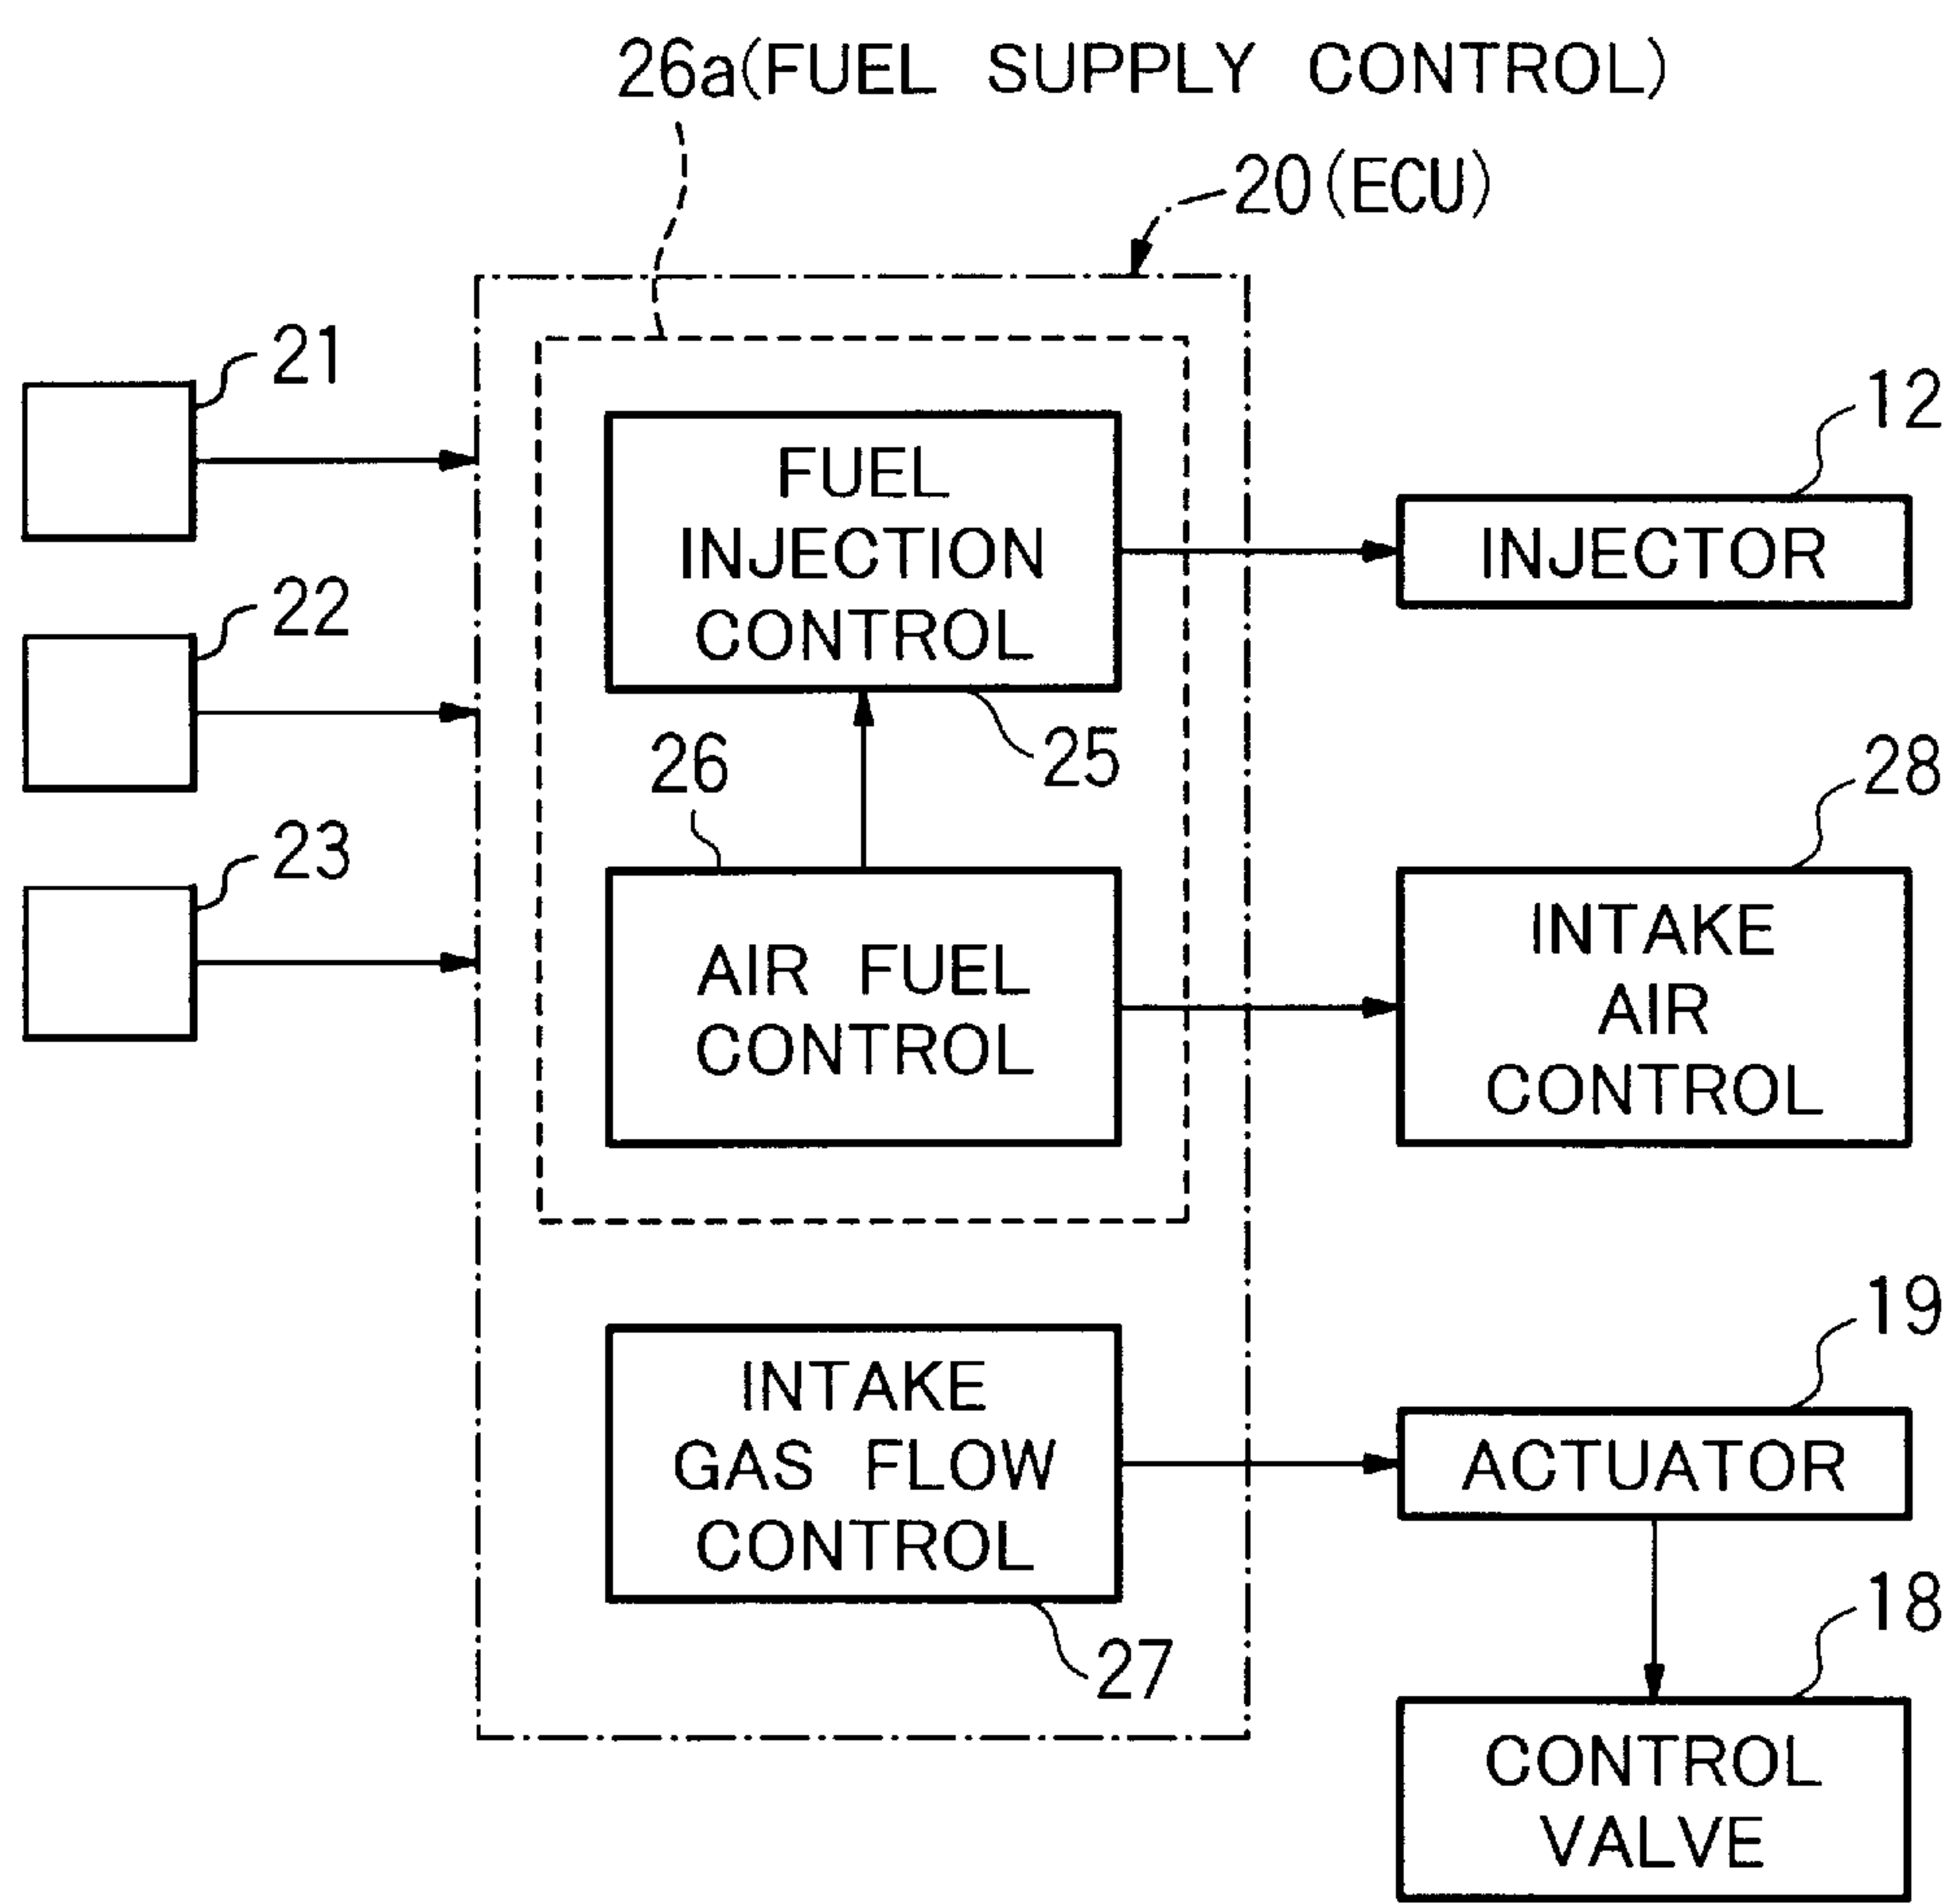 26a(FUEL SUPPLY CONTROL)
20(ECU)
21
22
23
FUEL
INJECTION
CONTROL
25
26
AIR FUEL
CONTROL
INTAKE
GAS FLOW
CONTROL
27
12
INJECTOR
28
INTAKE
AIR
CONTROL
19
ACTUATOR
18
CONTROL
VALVE